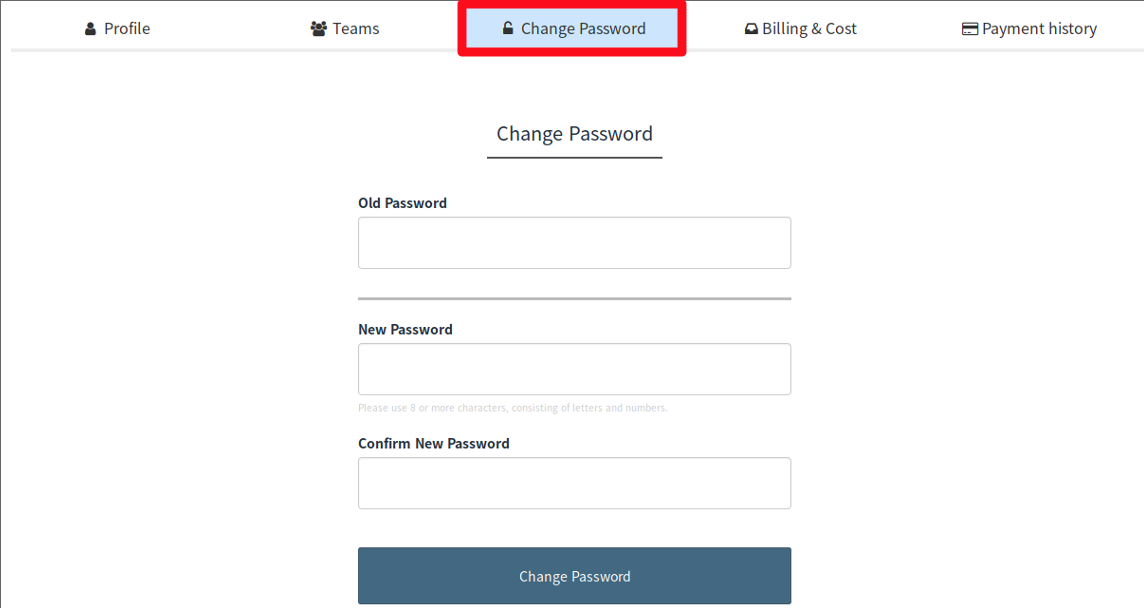 Profile Teams Change Password Billing & Cost Payment history
Change Password
Old Password
New Password
Please use 8 or more characters, consisting of letters and numbers.
Confirm New Password
Change Password